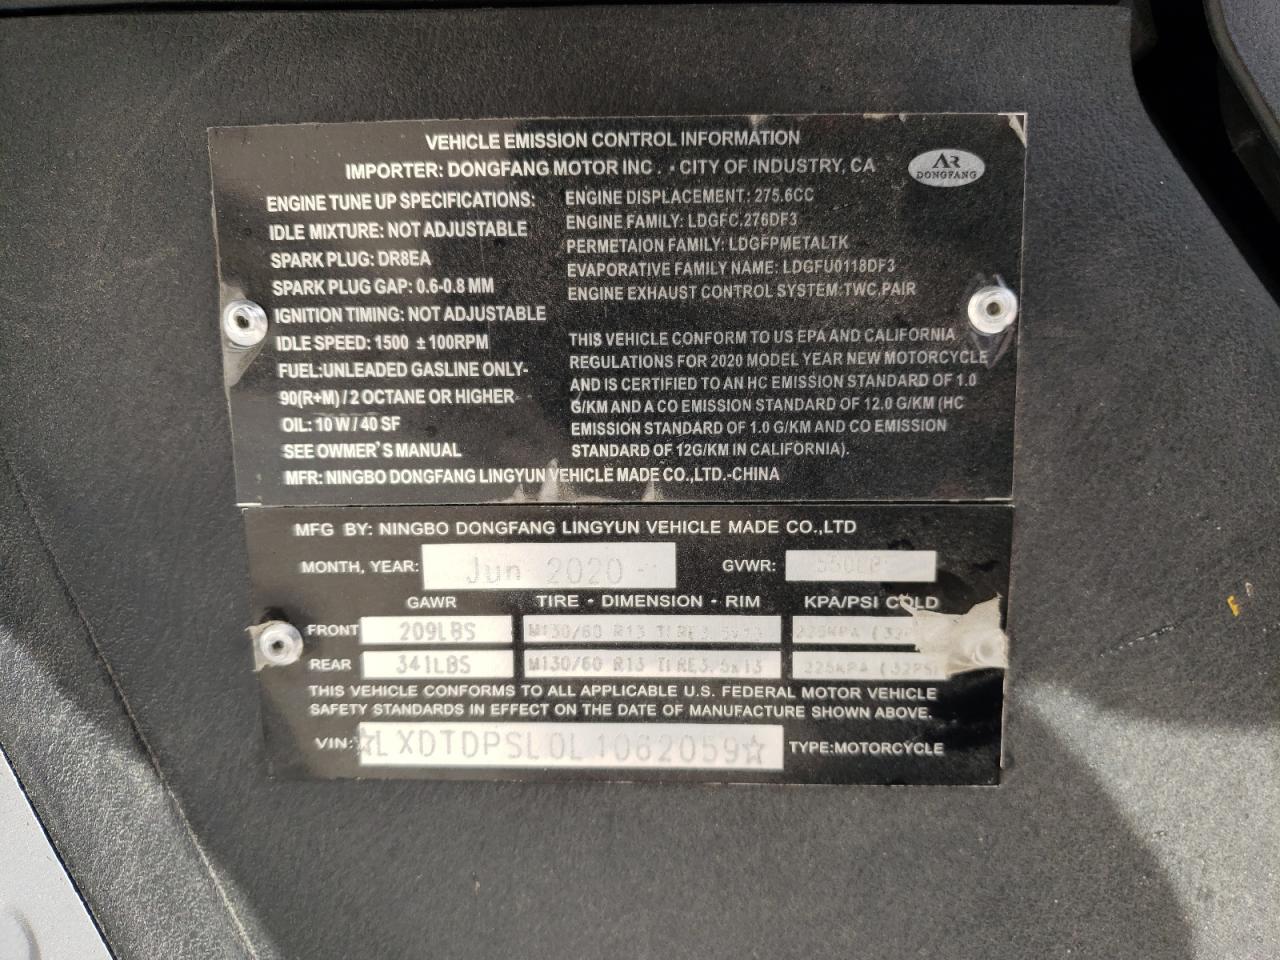 VEHICLE EMISSION CONTROL INFORMATION
IMPORTER: DONGFANG MOTOR INC . - CITY OF INDUSTRY, CA
AR
DONGFANG
ENGINE TUNE UP SPECIFICATIONS:
IDLE MIXTURE: NOT ADJUSTABLE
SPARK PLUG: DR8EA
SPARK PLUG GAP: 0.6-0.8 MM
IGNITION TIMING: NOT ADJUSTABLE
IDLE SPEED: 1500 ±100RPM
FUEL:UNLEADED GASLINE ONLY-
90(R+M) / 2 OCTANE OR HIGHER
OIL: 10 W / 40 SF
SEE OWNER'S MANUAL
ENGINE DISPLACEMENT: 275.6CC
ENGINE FAMILY: LDGFC.276DF3
PERMETAION FAMILY: LDGFPMETALTK
EVAPORATIVE FAMILY NAME: LDGFU0118DF3
ENGINE EXHAUST CONTROL SYSTEM:TWC,PAIR
THIS VEHICLE CONFORM TO US EPA AND CALIFORNIA
REGULATIONS FOR 2020 MODEL YEAR NEW MOTORCYCLE
AND IS CERTIFIED TO AN HC EMISSION STANDARD OF 1.0
G/KM AND A CO EMISSION STANDARD OF 12.0 G/KM (HC
EMISSION STANDARD OF 1.0 G/KM AND CO EMISSION
STANDARD OF 12G/KM IN CALIFORNIA).
MFR: NINGBO DONGFANG LINGYUN VEHICLE MADE CO.,LTD.-CHINA
MFG BY: NINGBO DONGFANG LINGYUN VEHICLE MADE CO.,LTD
MONTH, YEAR: Jun 2020 GVWR:
GAWR TIRE - DIMENSION - RIM KPA/PSI COLD
FRONT 209LBS M130/60 R13
REAR 341LBS M130/60 R13 225KPA (32PSI
THIS VEHICLE CONFORMS TO ALL APPLICABLE U.S. FEDERAL MOTOR VEHICLE
SAFETY STANDARDS IN EFFECT ON THE DATE OF MANUFACTURE SHOWN ABOVE.
VIN: ☆LXDTDPSL0L1062059☆ TYPE:MOTORCYCLE